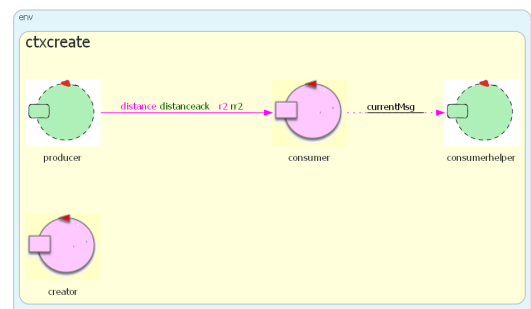 env
ctxcreate
distance distanceack r2 rr2
currentMsg
producer
consumer
consumerhelper
creator